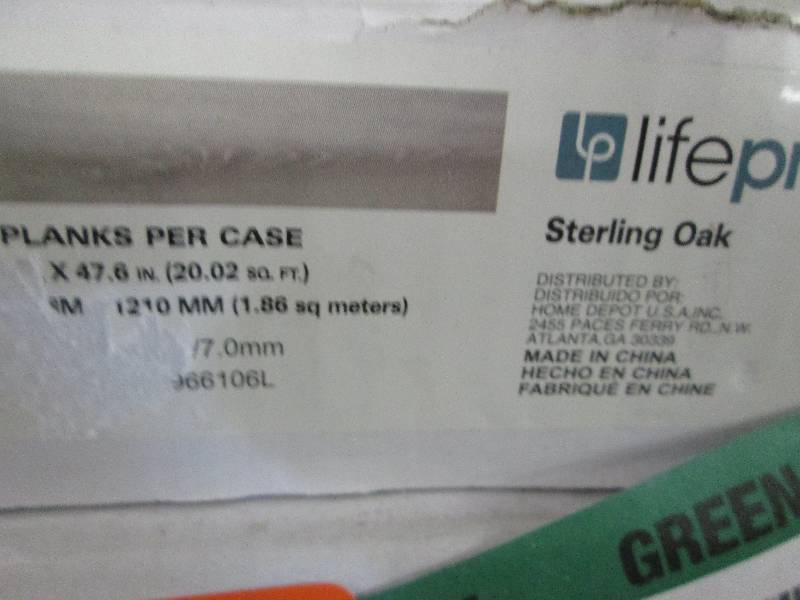 lifepr
Sterling Oak
PLANKS PER CASE
X 47.6 IN. (20.02 SQ. FT.)
1210 MM (1.86 sq meters)
/7.0mm
966106L
DISTRIBUTED BY:
DISTRIBUIDO POR:
HOME DEPOT U.S.A.,INC.
2455 PACES FERRY RD., N.W.
ATLANTA, GA 30339
MADE IN CHINA
HECHO EN CHINA
FABRIQUÉ EN CHINE
GREEN